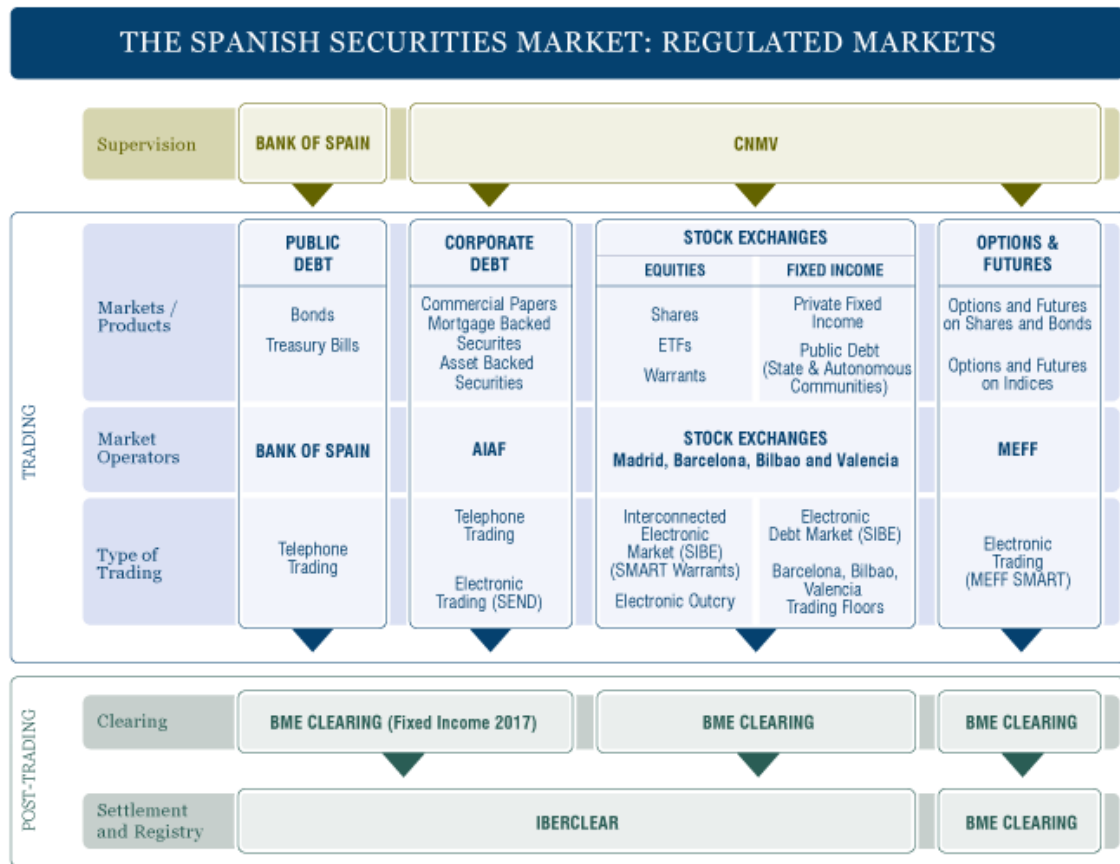 THE SPANISH SECURITIES MARKET: REGULATED MARKETS
Supervision
BANK OF SPAIN
CNMV
TRADING
Markets /
Products
PUBLIC
DEBT
Bonds
Treasury Bills
CORPORATE
DEBT
Commercial Papers
Mortgage Backed
Securites
Asset Backed
Securities
STOCK EXCHANGES
EQUITIES
Shares
ETFs
Warrants
FIXED INCOME
Private Fixed
Income
Public Debt
(State & Autonomous
Communities)
OPTIONS &
FUTURES
Options and Futures
on Shares and Bonds
Options and Futures
on Indices
Market
Operators
BANK OF SPAIN
AIAF
STOCK EXCHANGES
Madrid, Barcelona, Bilbao and Valencia
MEFF
Type of
Trading
Telephone
Trading
Telephone
Trading
Electronic
Trading (SEND)
Interconnected
Electronic
Market (SIBE)
(SMART Warrants)
Electronic Outcry
Electronic
Debt Market (SIBE)
Barcelona, Bilbao,
Valencia
Trading Floors
Electronic
Trading
(MEFF SMART)
POST-TRADING
Clearing
BME CLEARING (Fixed Income 2017)
BME CLEARING
BME CLEARING
Settlement
and Registry
IBERCLEAR
BME CLEARING